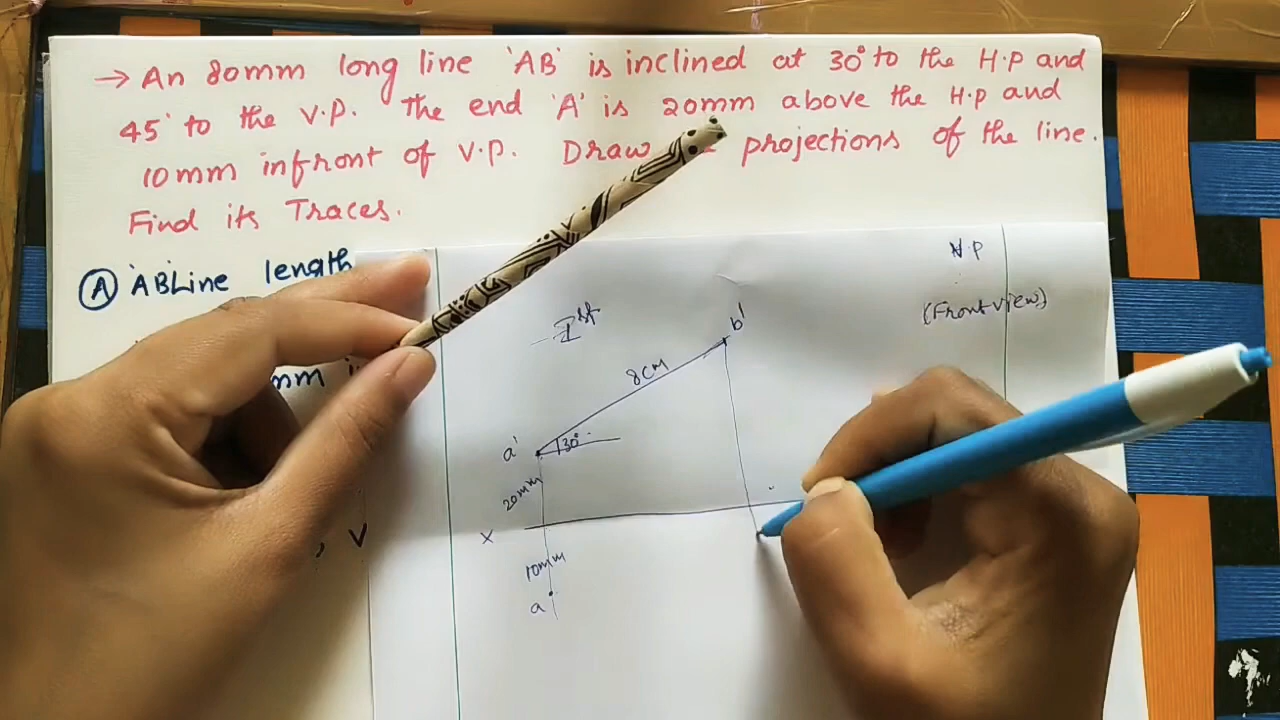 → An 80mm long line 'AB' is inclined at 30° to the H.P and
45° to the V.P. The end 'A' is 20mm above the H.P and
10mm infront of V.P. Draw projections of the line.
Find its Traces.
Ⓐ 'AB' Line length
mm
V
V.P
(Front view)
Ist
b'
8cm
a'
30°
20mm
X
10mm
a